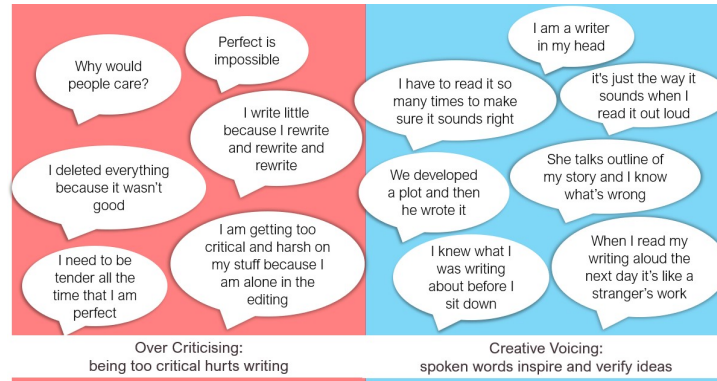 Why would
people care?
Perfect is
impossible
I write little
because I rewrite
and rewrite and
rewrite
I deleted everything
because it wasn't
good
I am getting too
critical and harsh on
my stuff because I
am alone in the
editing
I need to be
tender all the
time that I am
perfect
Over Criticising:
being too critical hurts writing
I am a writer
in my head
I have to read it so
many times to make
sure it sounds right
it's just the way it
sounds when I
read it out loud
We developed
a plot and then
he wrote it
She talks outline of
my story and I know
what's wrong
I knew what I
was writing
about before I
sit down
When I read my
writing aloud the
next day it's like a
stranger's work
Creative Voicing:
spoken words inspire and verify ideas